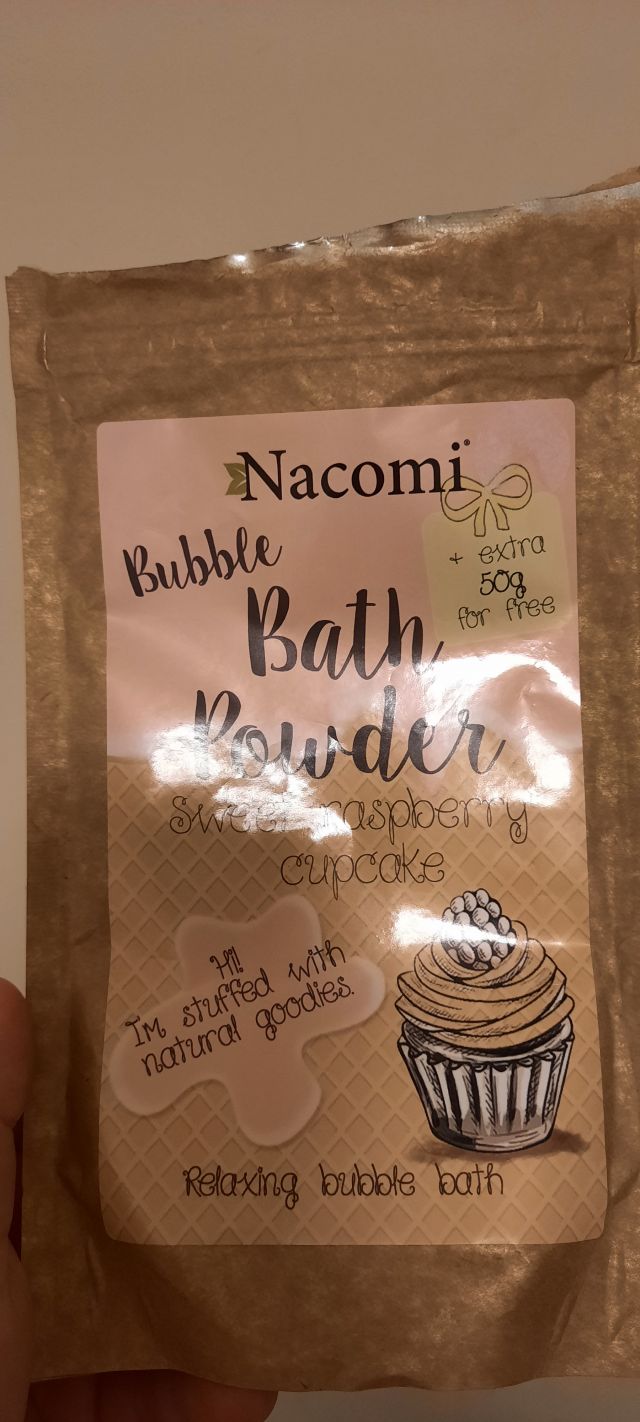 Nacomi®
+ extra
50g
for free
Bubble
Bath
Powder
sweet raspberry
cupcake
Hi!
I'm stuffed with
natural goodies.
Relaxing bubble bath